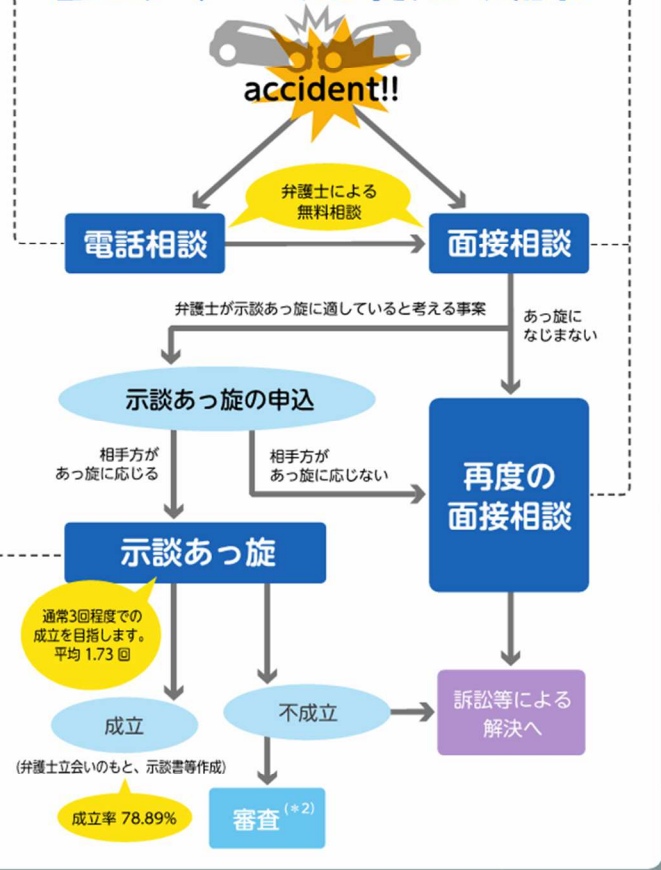 accident!!
弁護士による
無料相談
電話相談
面接相談
弁護士が示談あっ旋に適していると考える事案
あっ旋に
なじまない
示談あっ旋の申込
相手方が
あっ旋に応じる
相手方が
あっ旋に応じない
再度の
面接相談
示談あっ旋
通常3回程度での
成立を目指します。
平均 1.73 回
成立
不成立
訴訟等による
解決へ
(弁護士立会いのもと、示談書等作成)
成立率 78.89%
審査(*2)